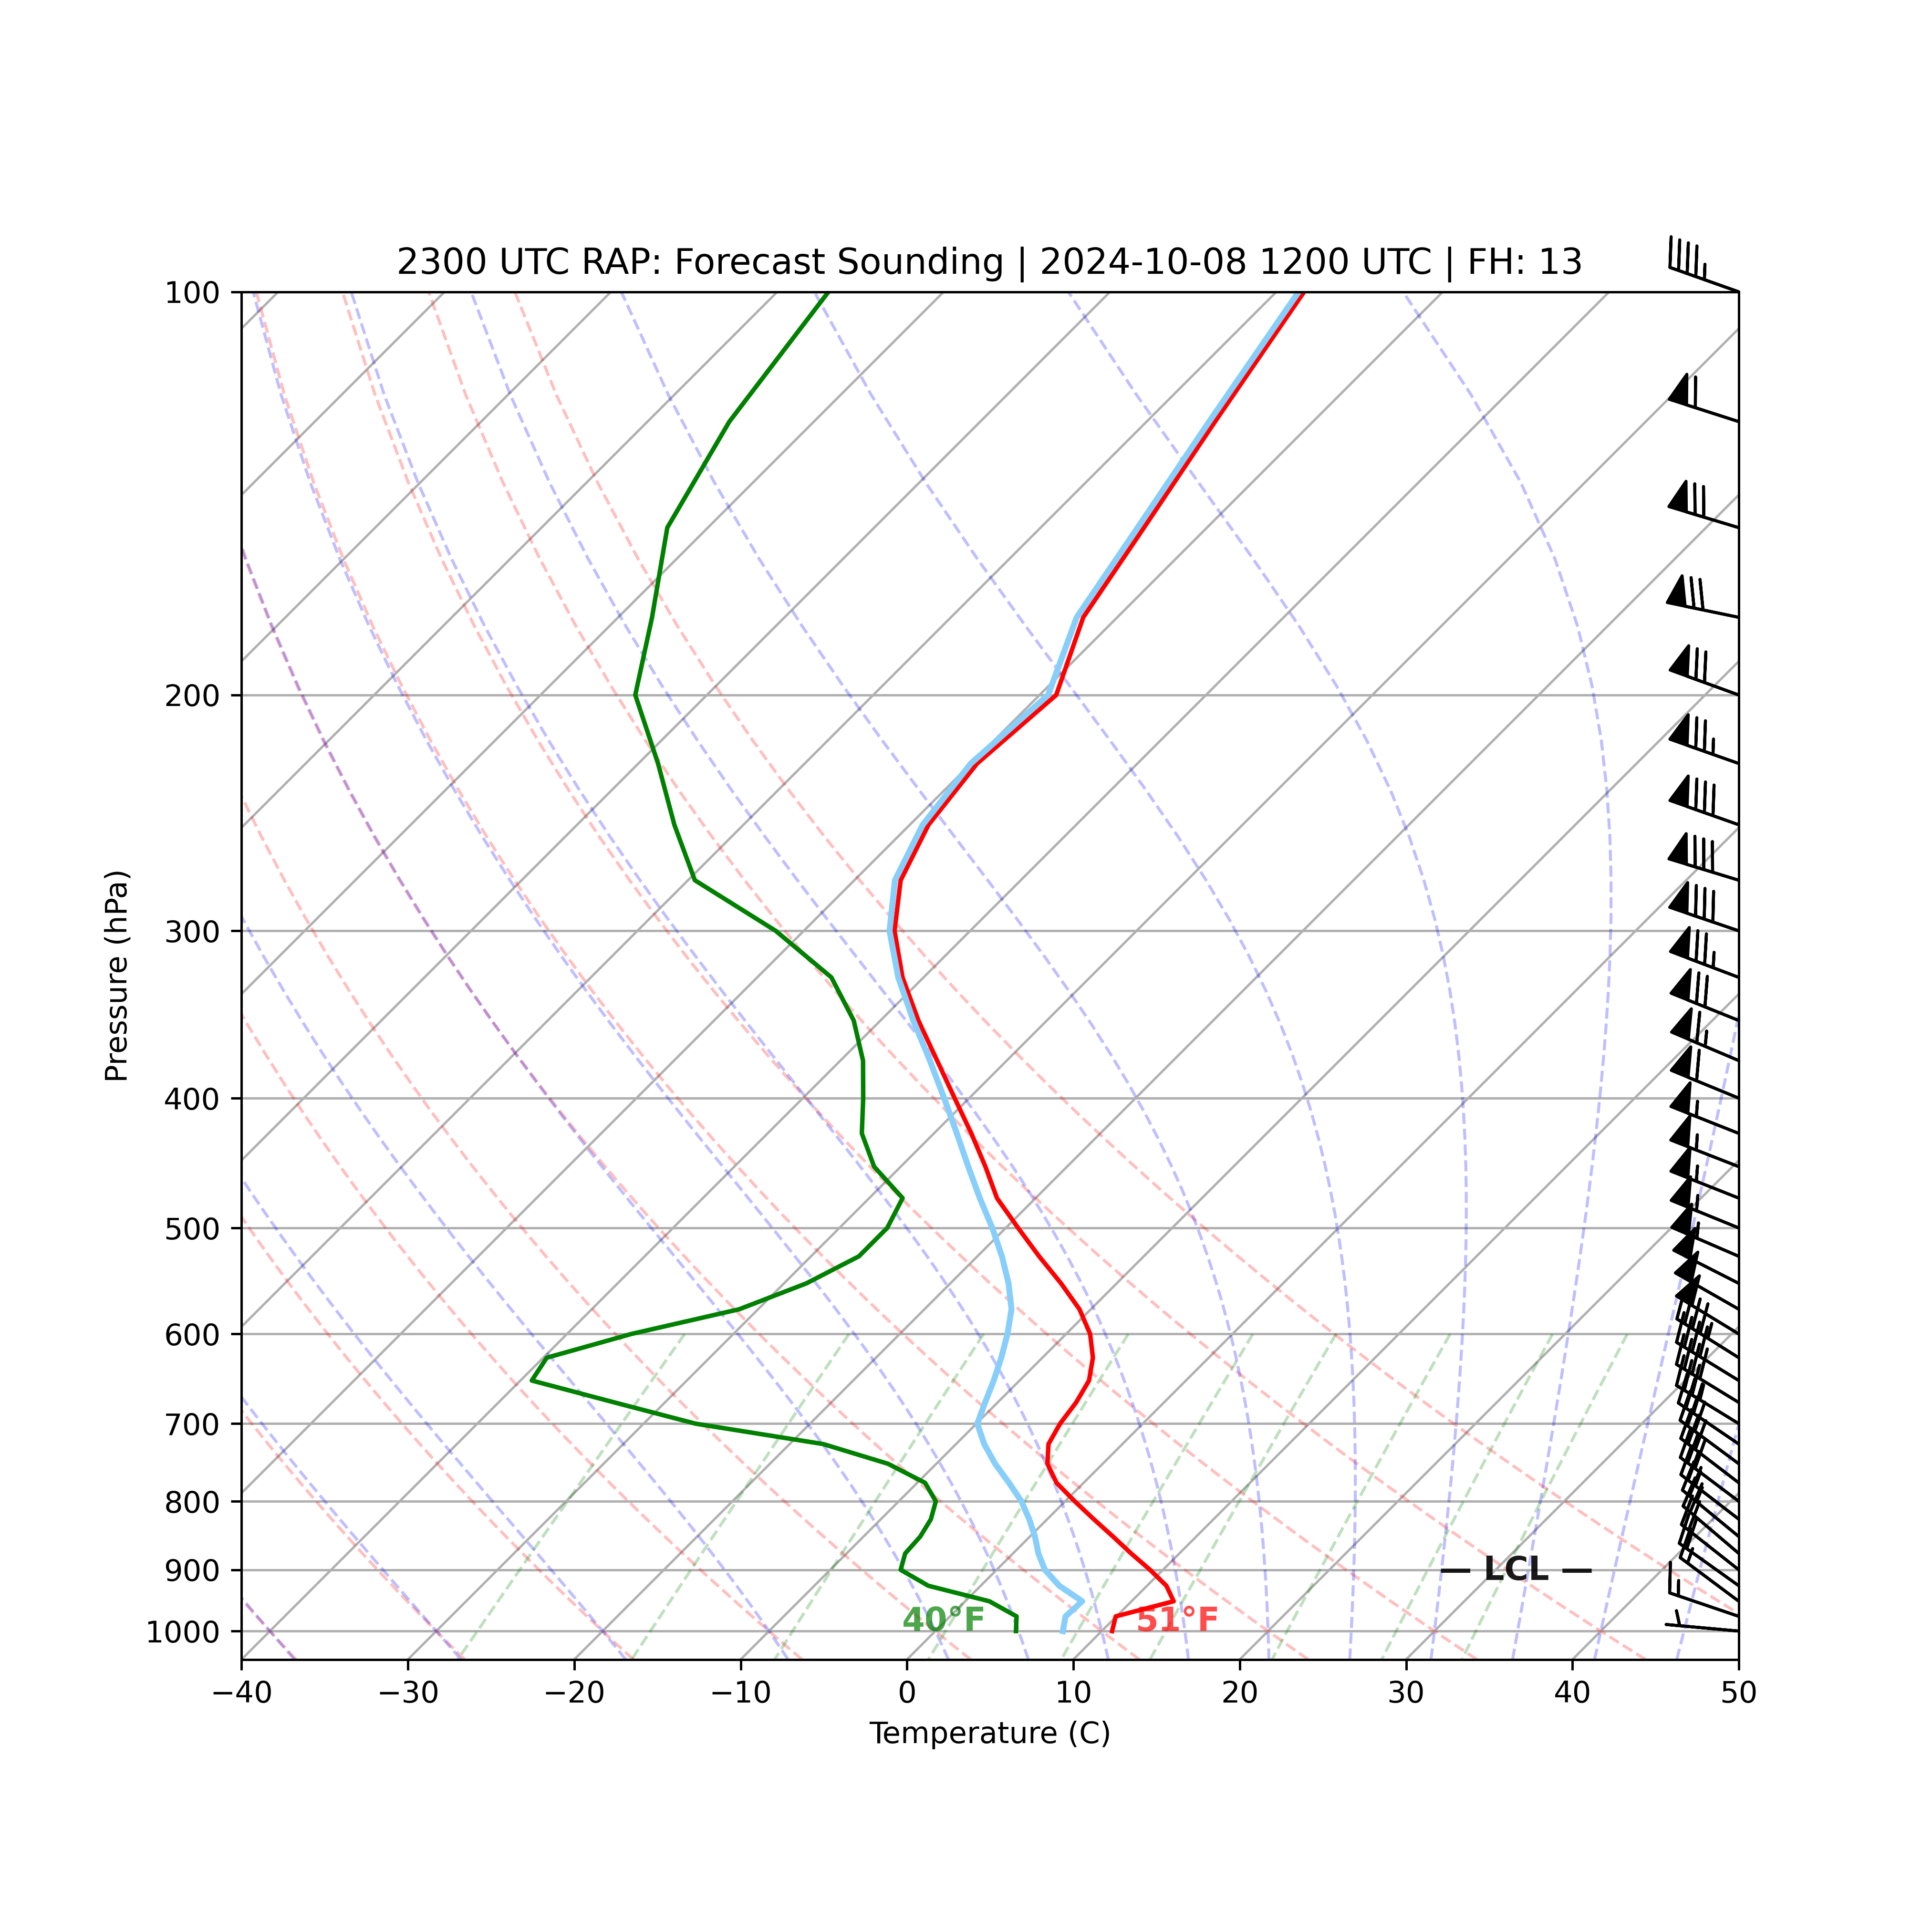 2300 UTC RAP: Forecast Sounding | 2024-10-08 1200 UTC | FH: 13
100
200
300
400
500
600
700
800
900
1000
Pressure (hPa)
— LCL —
40°F 51°F
−40 −30 −20 −10 0 10 20 30 40 50
Temperature (C)